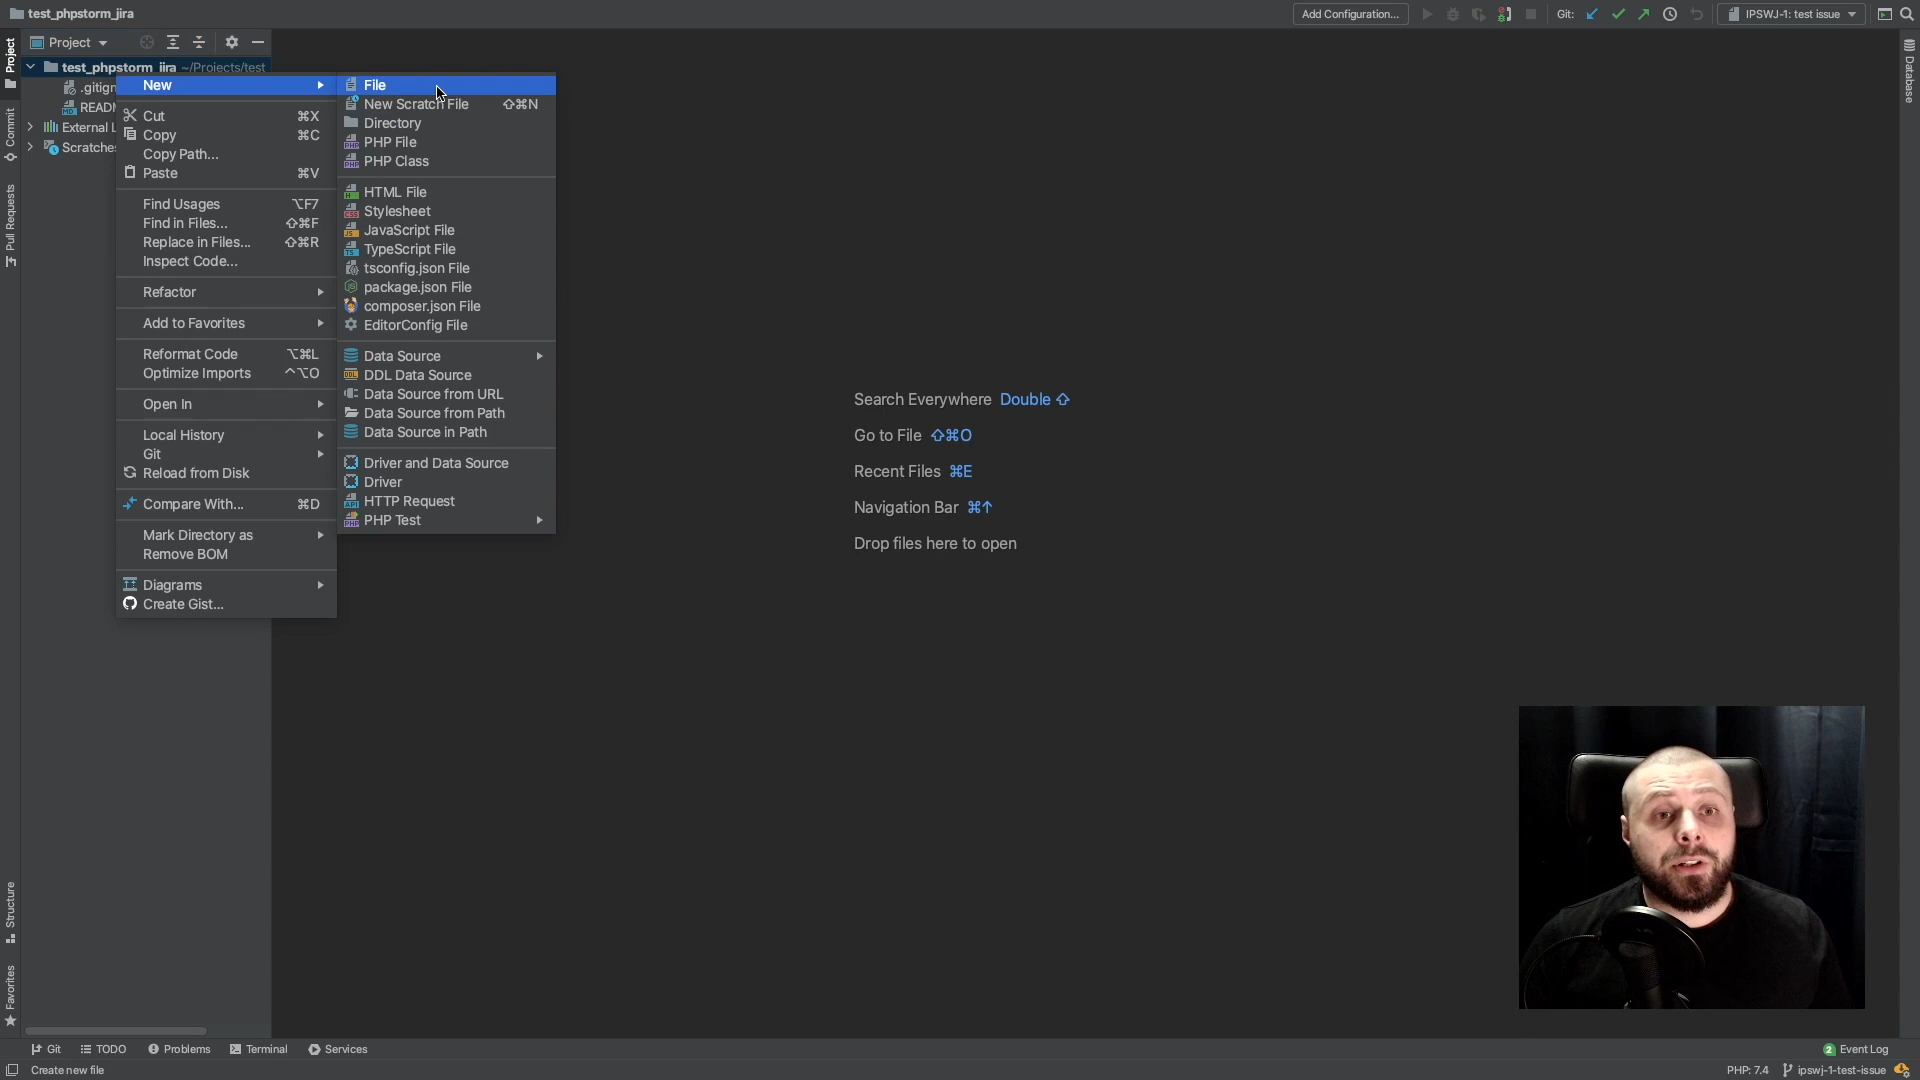 test_phpstorm_jira
Add Configuration...
Git:
IPSWJ-1: test issue
Project
Project
Commit
Pull Requests
Structure
Favorites
Database
test_phpstorm_jira ~/Projects/test
.gitign
READM
External L
Scratches
New
Cut ⌘X
Copy ⌘C
Copy Path...
Paste ⌘V
Find Usages ⌥F7
Find in Files... ⇧⌘F
Replace in Files... ⇧⌘R
Inspect Code...
Refactor
Add to Favorites
Reformat Code ⌥⌘L
Optimize Imports ^⌥O
Open In
Local History
Git
Reload from Disk
Compare With... ⌘D
Mark Directory as
Remove BOM
Diagrams
Create Gist...
File
New Scratch File ⇧⌘N
Directory
PHP File
PHP Class
HTML File
Stylesheet
JavaScript File
TypeScript File
tsconfig.json File
package.json File
composer.json File
EditorConfig File
Data Source
DDL Data Source
Data Source from URL
Data Source from Path
Data Source in Path
Driver and Data Source
Driver
HTTP Request
PHP Test
Search Everywhere Double ⇧
Go to File ⇧⌘O
Recent Files ⌘E
Navigation Bar ⌘↑
Drop files here to open
Git
TODO
Problems
Terminal
Services
2 Event Log
Create new file
PHP: 7.4
ipswj-1-test-issue